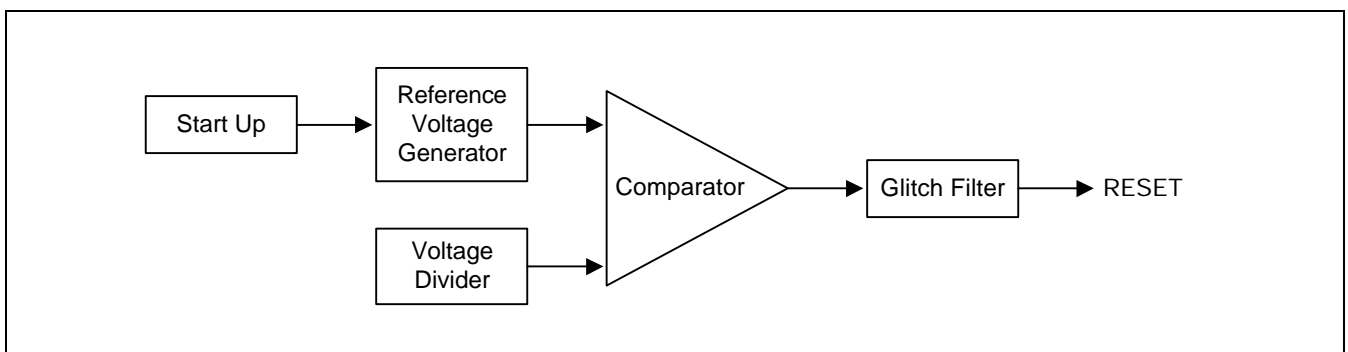 Start Up
Reference
Voltage
Generator
Comparator
Voltage
Divider
Glitch Filter
RESET